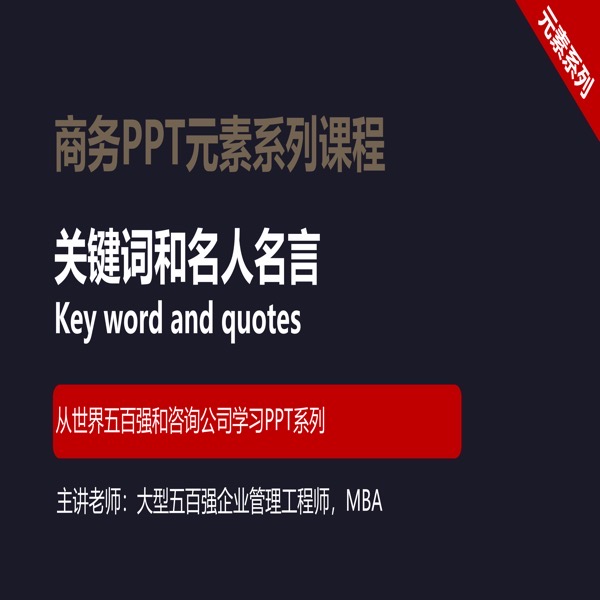 元素系列
商务PPT元素系列课程
关键词和名人名言
Key word and quotes
从世界五百强和咨询公司学习PPT系列
主讲老师：大型五百强企业管理工程师，MBA